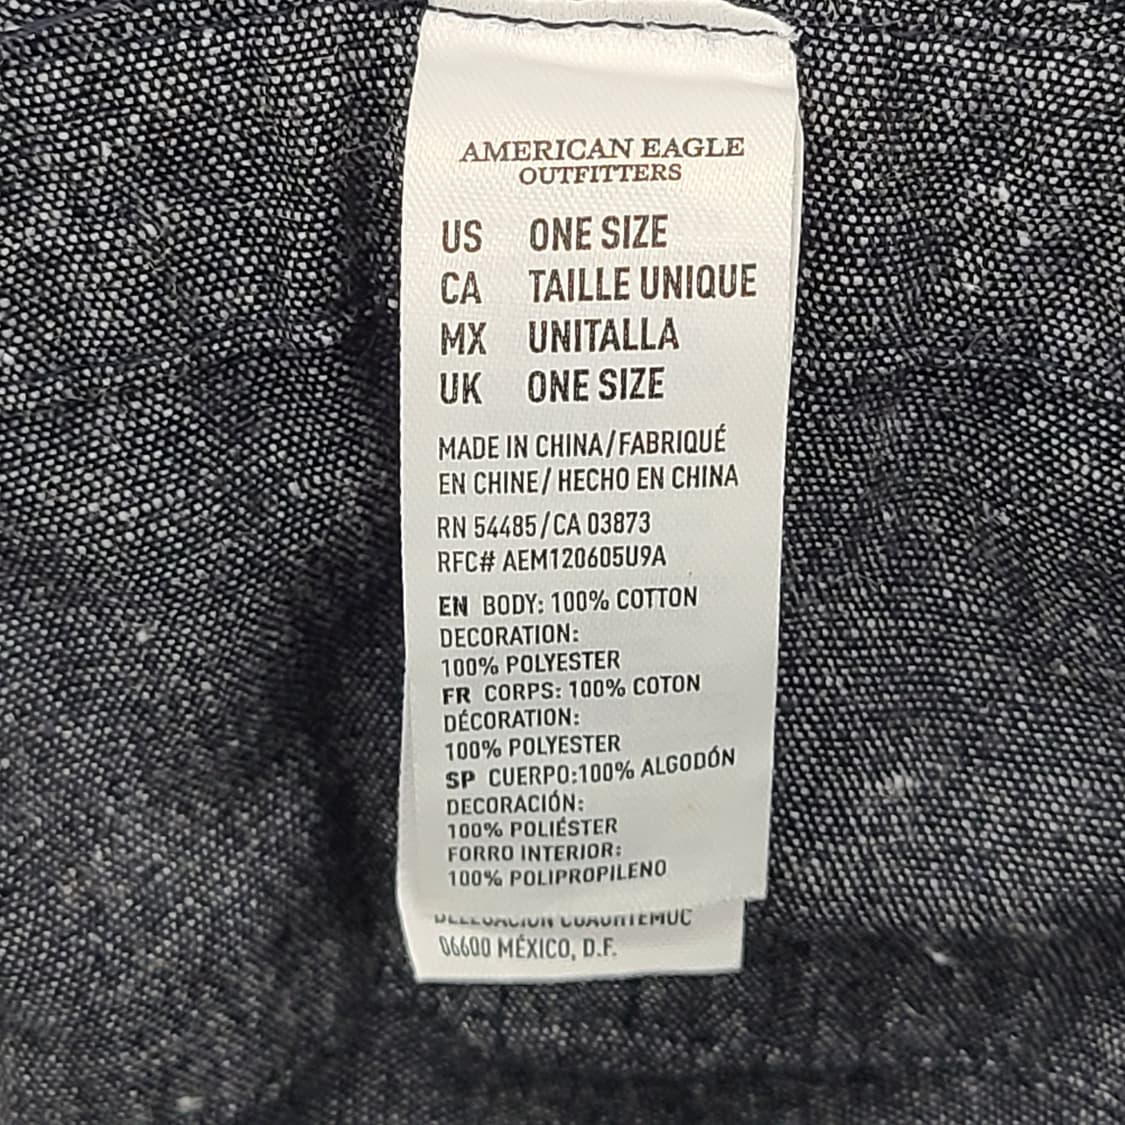 AMERICAN EAGLE
OUTFITTERS
US ONE SIZE
CA TAILLE UNIQUE
MX UNITALLA
UK ONE SIZE
MADE IN CHINA/FABRIQUÉ
EN CHINE/ HECHO EN CHINA
RN 54485/CA 03873
RFC# AEM120605U9A
EN BODY: 100% COTTON
DECORATION:
100% POLYESTER
FR CORPS: 100% COTON
DÉCORATION:
100% POLYESTER
SP CUERPO:100% ALGODÓN
DECORACIÓN:
100% POLIÉSTER
FORRO INTERIOR:
100% POLIPROPILENO
06600 MÉXICO, D.F.